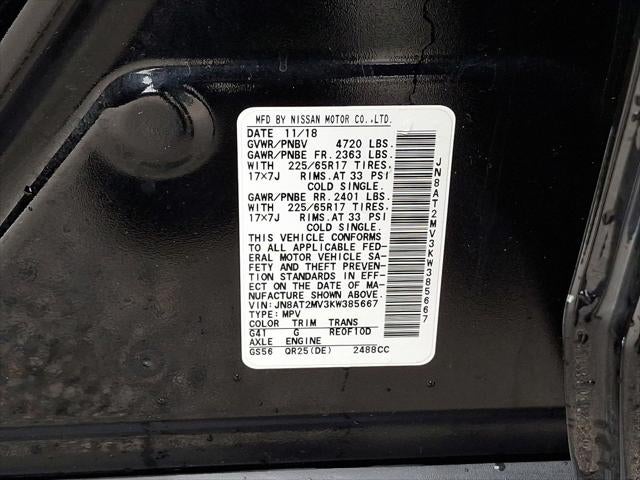 MFD BY NISSAN MOTOR CO.,LTD.
DATE 11/18
GVWR/PNBV 4720 LBS.
GAWR/PNBE FR. 2363 LBS.
WITH 225/65R17 TIRES.
17×7J RIMS.AT 33 PSI
COLD SINGLE.
GAWR/PNBE RR. 2401 LBS.
WITH 225/65R17 TIRES.
17×7J RIMS.AT 33 PSI
COLD SINGLE.
THIS VEHICLE CONFORMS
TO ALL APPLICABLE FED-
ERAL MOTOR VEHICLE SA-
FETY AND THEFT PREVEN-
TION STANDARDS IN EFF-
ECT ON THE DATE OF MA-
NUFACTURE SHOWN ABOVE.
VIN: JN8AT2MV3KW385667
TYPE: MPV
COLOR TRIM TRANS
G41 G RE0F10D
AXLE ENGINE
GS56 QR25(DE) 2488CC
JN8AT2MV3KW385667